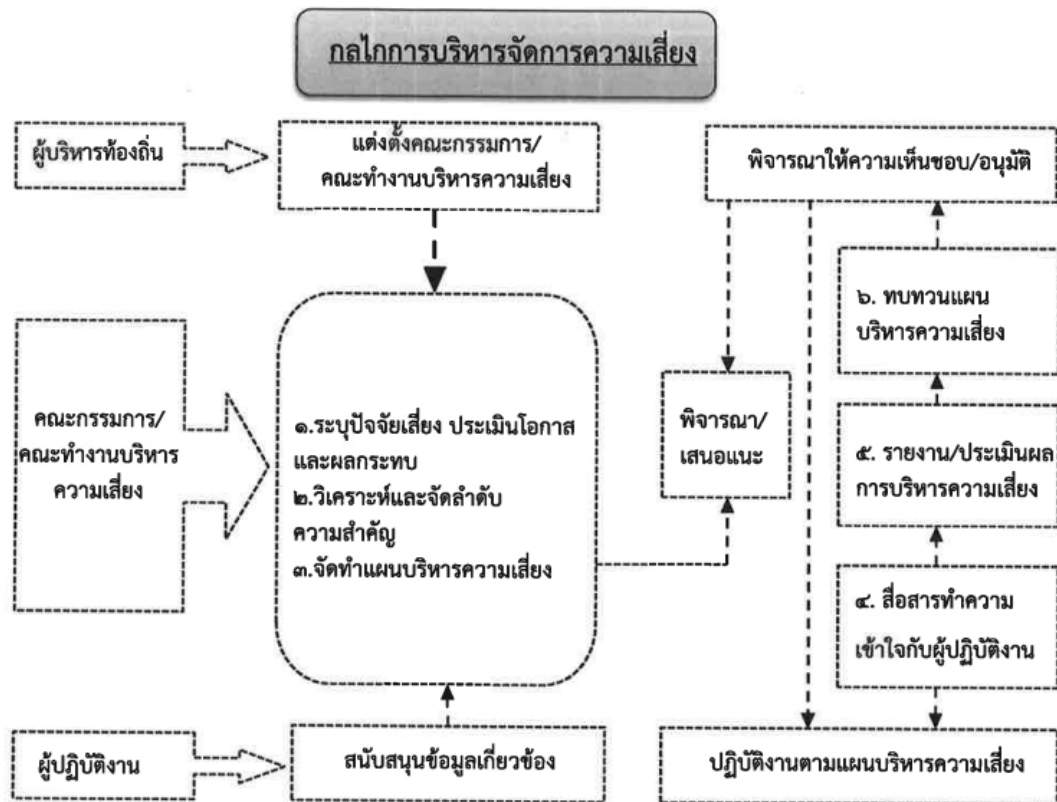 กลไกการบริหารจัดการความเสี่ยง
ผู้บริหารท้องถิ่น
แต่งตั้งคณะกรรมการ/
คณะทำงานบริหารความเสี่ยง
พิจารณาให้ความเห็นชอบ/อนุมัติ
คณะกรรมการ/
คณะทำงานบริหาร
ความเสี่ยง
๑.ระบุปัจจัยเสี่ยง ประเมินโอกาส
และผลกระทบ
๒.วิเคราะห์และจัดลำดับ
ความสำคัญ
๓.จัดทำแผนบริหารความเสี่ยง
พิจารณา/
เสนอแนะ
๖. ทบทวนแผน
บริหารความเสี่ยง
๕. รายงาน/ประเมินผล
การบริหารความเสี่ยง
๔. สื่อสารทำความ
เข้าใจกับผู้ปฏิบัติงาน
ผู้ปฏิบัติงาน
สนับสนุนข้อมูลเกี่ยวข้อง
ปฏิบัติงานตามแผนบริหารความเสี่ยง